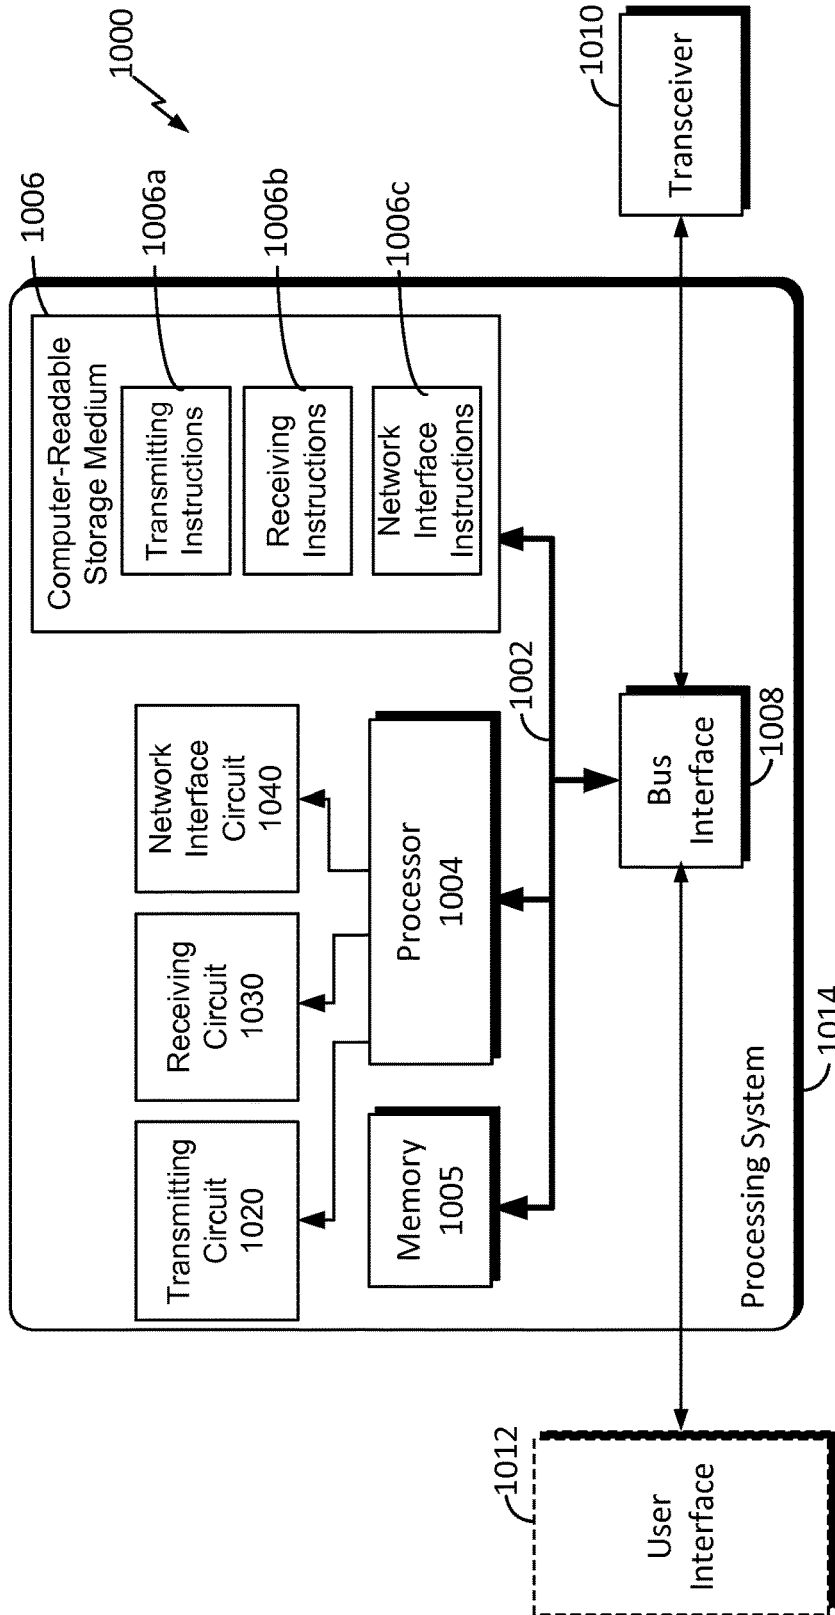 1000
1006
1006a
1006b
1006c
Computer-Readable
Storage Medium
Transmitting
Instructions
Receiving
Instructions
Network
Interface
Instructions
Transmitting
Circuit
1020
Receiving
Circuit
1030
Network
Interface
Circuit
1040
Memory
1005
Processor
1004
1002
1012
User
Interface
Bus
Interface
1008
1010
Transceiver
Processing System
1014